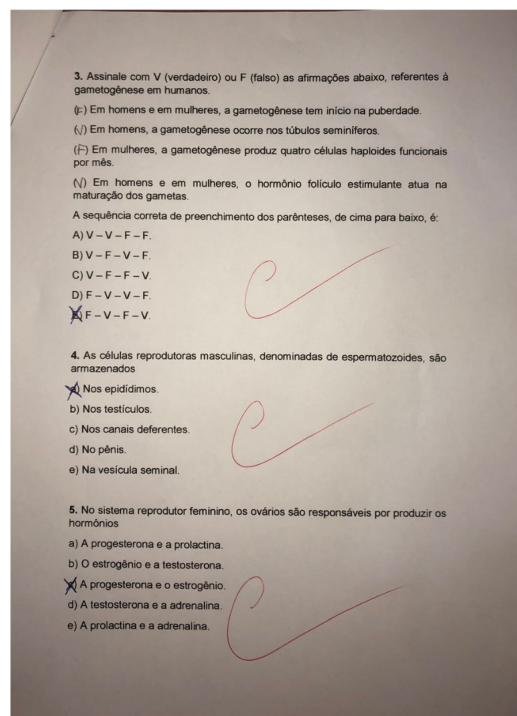 3. Assinale com V (verdadeiro) ou F (falso) as afirmações abaixo, referentes à
gametogênese em humanos.
(F) Em homens e em mulheres, a gametogênese tem início na puberdade.
(V) Em homens, a gametogênese ocorre nos túbulos seminíferos.
(F) Em mulheres, a gametogênese produz quatro células haploides funcionais
por mês.
(V) Em homens e em mulheres, o hormônio folículo estimulante atua na
maturação dos gametas.
A sequência correta de preenchimento dos parênteses, de cima para baixo, é:
A) V – V – F – F.
B) V – F – V – F.
C) V – F – F – V.
D) F – V – V – F.
E) F – V – F – V.
C
4. As células reprodutoras masculinas, denominadas de espermatozoides, são
armazenados
a) Nos epidídimos.
b) Nos testículos.
c) Nos canais deferentes.
d) No pênis.
e) Na vesícula seminal.
C
5. No sistema reprodutor feminino, os ovários são responsáveis por produzir os
hormônios
a) A progesterona e a prolactina.
b) O estrogênio e a testosterona.
c) A progesterona e o estrogênio.
d) A testosterona e a adrenalina.
e) A prolactina e a adrenalina.
C